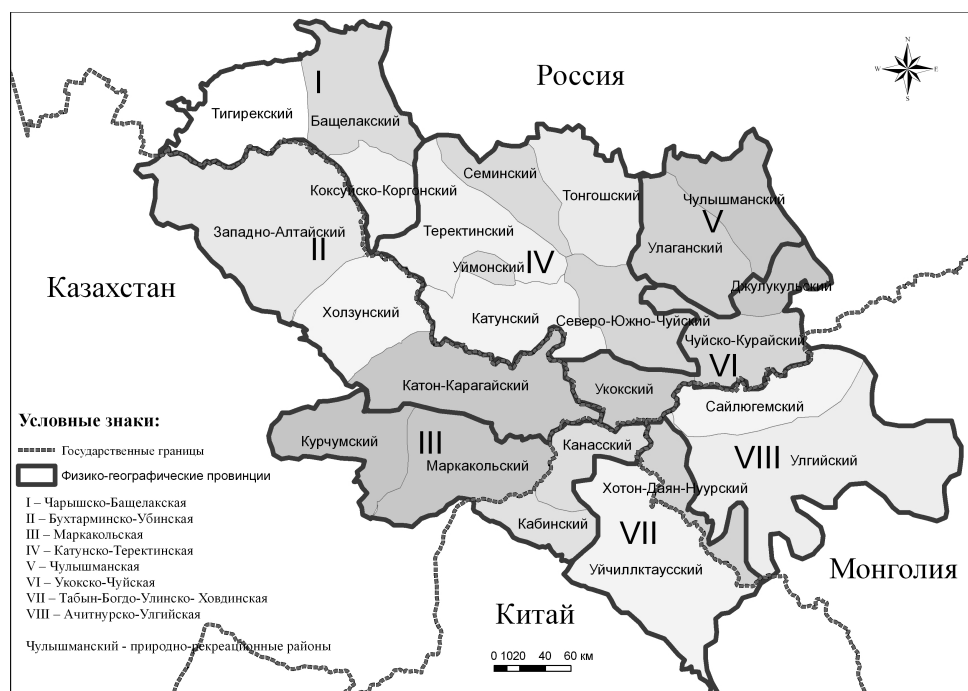 Россия
N
W
E
S
I
Тигирекский
Бащелакский
Семинский
Коксуйско-Коргонский
Тонгошский
Чулышманский
V
Западно-Алтайский
II
Теректинский
Улаганский
Уймонский
IV
Казахстан
Джулукульский
Холзунский
Катунский
Северо-Южно-Чуйский
Чуйско-Курайский
VI
Катон-Карагайский
Укокский
Сайлюгемский
Курчумский
III
Маркакольский
Канасский
VIII
Улгийский
Хотон-Даян-Нуурский
Кабинский
VII
Уйчиллктаусский
Монголия
Китай
Условные знаки:
Государственные границы
Физико-географические провинции
I – Чарышско-Бащелакская
II – Бухтарминско-Убинская
III – Маркакольская
IV – Катунско-Теректинская
V – Чулышманская
VI – Укокско-Чуйская
VII – Табын-Богдо-Улинско- Ховдинская
VIII – Ачитнурско-Улгийская
Чулышманский - природно-рекреационные районы
0 1020 40 60 км